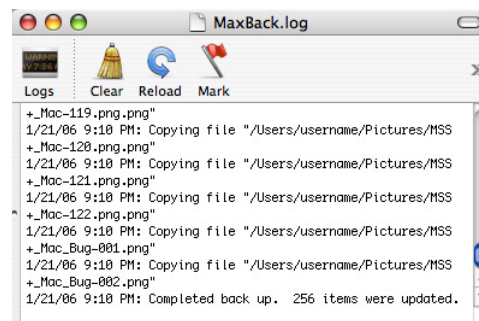 MaxBack.log
Logs Clear Reload Mark
+_Mac-119.png.png"
1/21/06 9:10 PM: Copying file "/Users/username/Pictures/MSS
+_Mac-120.png.png"
1/21/06 9:10 PM: Copying file "/Users/username/Pictures/MSS
+_Mac-121.png.png"
1/21/06 9:10 PM: Copying file "/Users/username/Pictures/MSS
+_Mac-122.png.png"
1/21/06 9:10 PM: Copying file "/Users/username/Pictures/MSS
+_Mac_Bug-001.png"
1/21/06 9:10 PM: Copying file "/Users/username/Pictures/MSS
+_Mac_Bug-002.png"
1/21/06 9:10 PM: Completed back up.  256 items were updated.